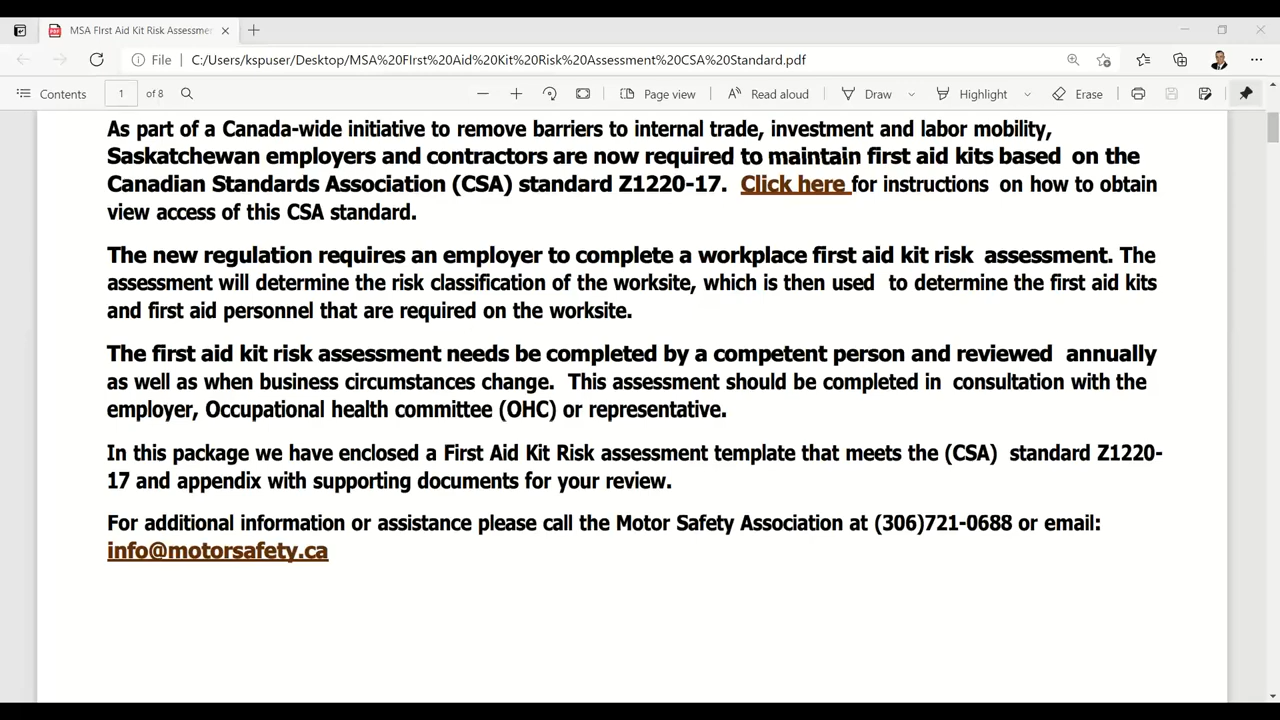 MSA FIrst Aid Kit Risk Assessme
File C:/Users/kspuser/Desktop/MSA%20FIrst%20Aid%20Kit%20Risk%20Assessment%20CSA%20Standard.pdf
Contents 1 of 8 Page view Read aloud Draw Highlight Erase
As part of a Canada-wide initiative to remove barriers to internal trade, investment and labor mobility,
Saskatchewan employers and contractors are now required to maintain first aid kits based on the
Canadian Standards Association (CSA) standard Z1220-17. Click here for instructions on how to obtain
view access of this CSA standard.
The new regulation requires an employer to complete a workplace first aid kit risk assessment. The
assessment will determine the risk classification of the worksite, which is then used to determine the first aid kits
and first aid personnel that are required on the worksite.
The first aid kit risk assessment needs be completed by a competent person and reviewed annually
as well as when business circumstances change. This assessment should be completed in consultation with the
employer, Occupational health committee (OHC) or representative.
In this package we have enclosed a First Aid Kit Risk assessment template that meets the (CSA) standard Z1220-
17 and appendix with supporting documents for your review.
For additional information or assistance please call the Motor Safety Association at (306)721-0688 or email:
info@motorsafety.ca